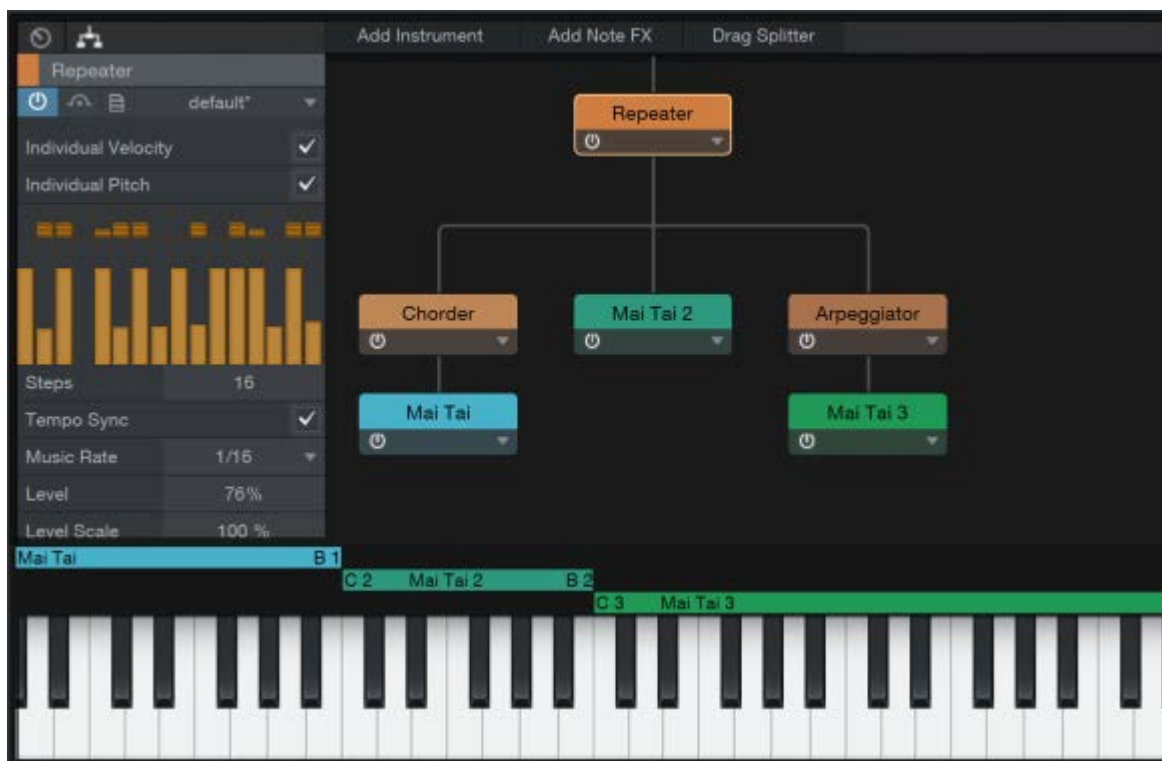 Add Instrument Add Note FX Drag Splitter
Repeater
default*
Individual Velocity
Individual Pitch
Steps 16
Tempo Sync
Music Rate 1/16
Level 76%
Level Scale 100 %
Repeater
Chorder Mai Tai 2 Arpeggiator
Mai Tai Mai Tai 3
Mai Tai B 1
C 2 Mai Tai 2 B 2
C 3 Mai Tai 3